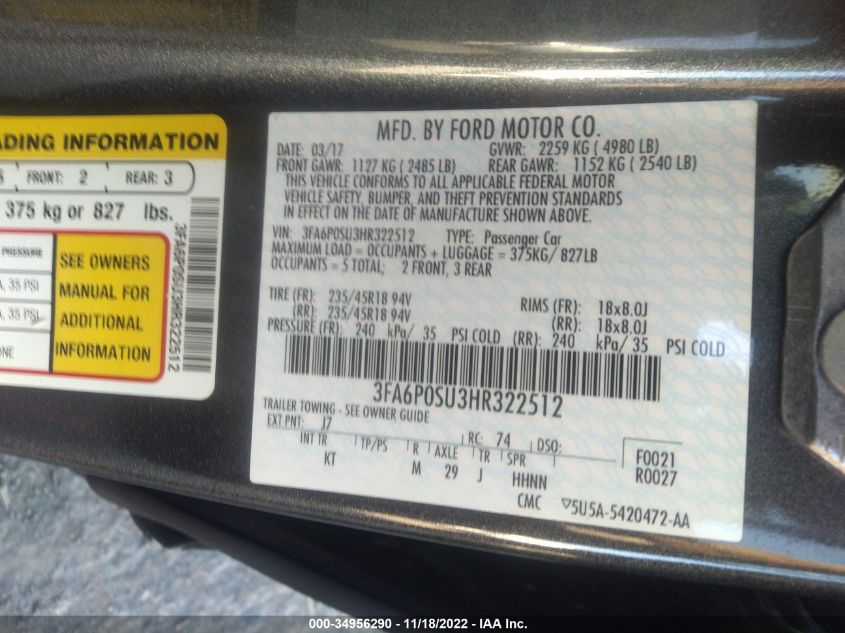 ADING INFORMATION
FRONT: 2 REAR: 3
375 kg or 827 lbs.
PRESSURE
35 PSI
35 PSI
SEE OWNERS
MANUAL FOR
ADDITIONAL
INFORMATION
3FA6P0SU3HR322512
MFD. BY FORD MOTOR CO.
DATE: 03/17 GVWR: 2259 KG ( 4980 LB)
FRONT GAWR: 1127 KG ( 2485 LB) REAR GAWR: 1152 KG ( 2540 LB)
THIS VEHICLE CONFORMS TO ALL APPLICABLE FEDERAL MOTOR
VEHICLE SAFETY, BUMPER, AND THEFT PREVENTION STANDARDS
IN EFFECT ON THE DATE OF MANUFACTURE SHOWN ABOVE.
VIN: 3FA6P0SU3HR322512 TYPE: Passenger Car
MAXIMUM LOAD = OCCUPANTS + LUGGAGE = 375KG/ 827LB
OCCUPANTS = 5 TOTAL; 2 FRONT, 3 REAR
TIRE (FR): 235/45R18 94V RIMS (FR): 18x8.0J
(RR): 235/45R18 94V (RR): 18x8.0J
PRESSURE (FR): 240 kPa/ 35 PSI COLD (RR): 240 kPa/ 35 PSI COLD
3FA6P0SU3HR322512
TRAILER TOWING - SEE OWNER GUIDE
EXT PNT: J7 RC: 74 DSO: F0021
INT TR TP/PS R AXLE TR SPR R0027
KT M 29 J HHNN
CMC ▽5U5A-5420472-AA
000-34956290 - 11/18/2022 - IAA Inc.